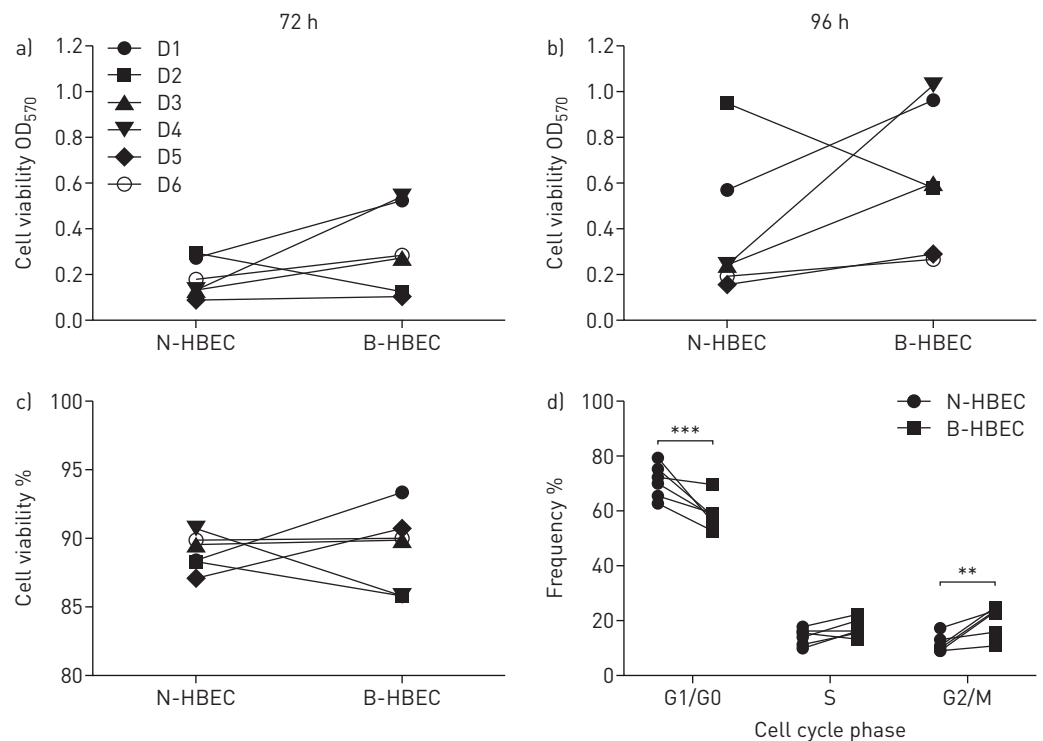 72 h
96 h
a)
1.2
1.0
0.8
0.6
0.4
0.2
0.0
Cell viability OD570
D1
D2
D3
D4
D5
D6
N-HBEC
B-HBEC
b)
1.2
1.0
0.8
0.6
0.4
0.2
0.0
Cell viability OD570
N-HBEC
B-HBEC
c)
100
95
90
85
80
Cell viability %
N-HBEC
B-HBEC
d)
100
80
60
40
20
0
Frequency %
N-HBEC
B-HBEC
***
**
G1/G0
S
G2/M
Cell cycle phase